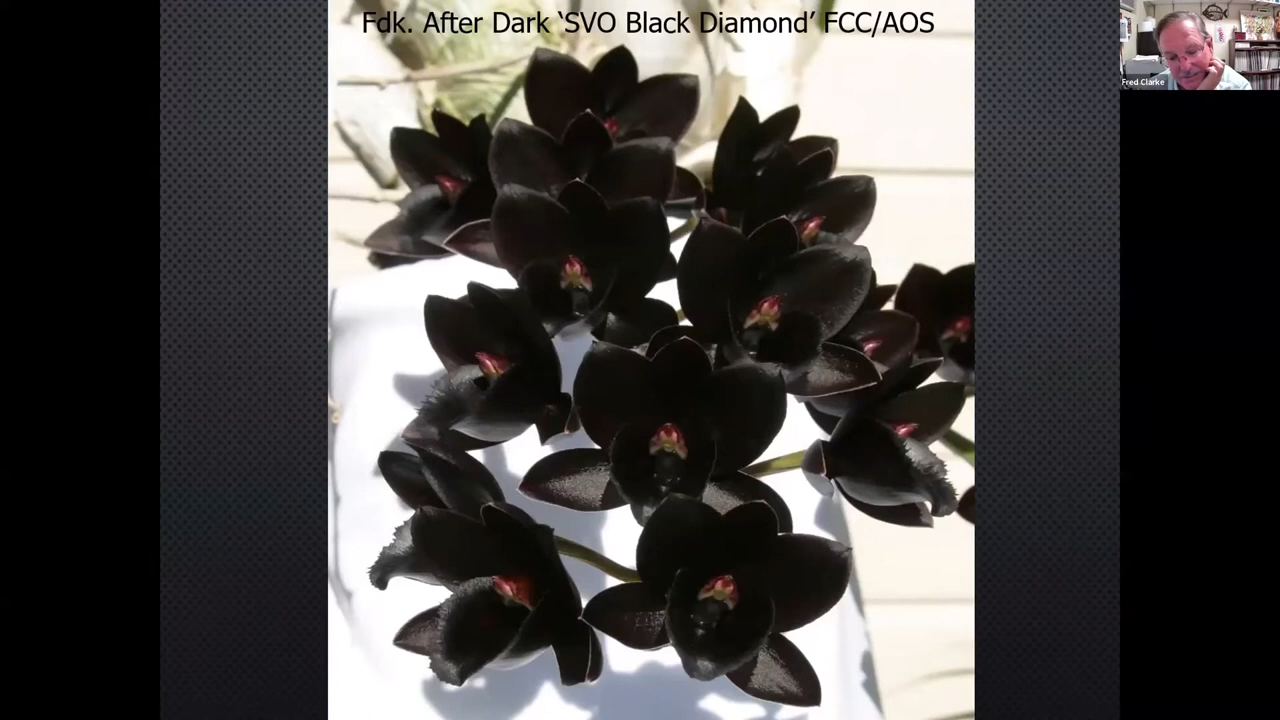 Fdk. After Dark ‘SVO Black Diamond’ FCC/AOS
Fred Clarke